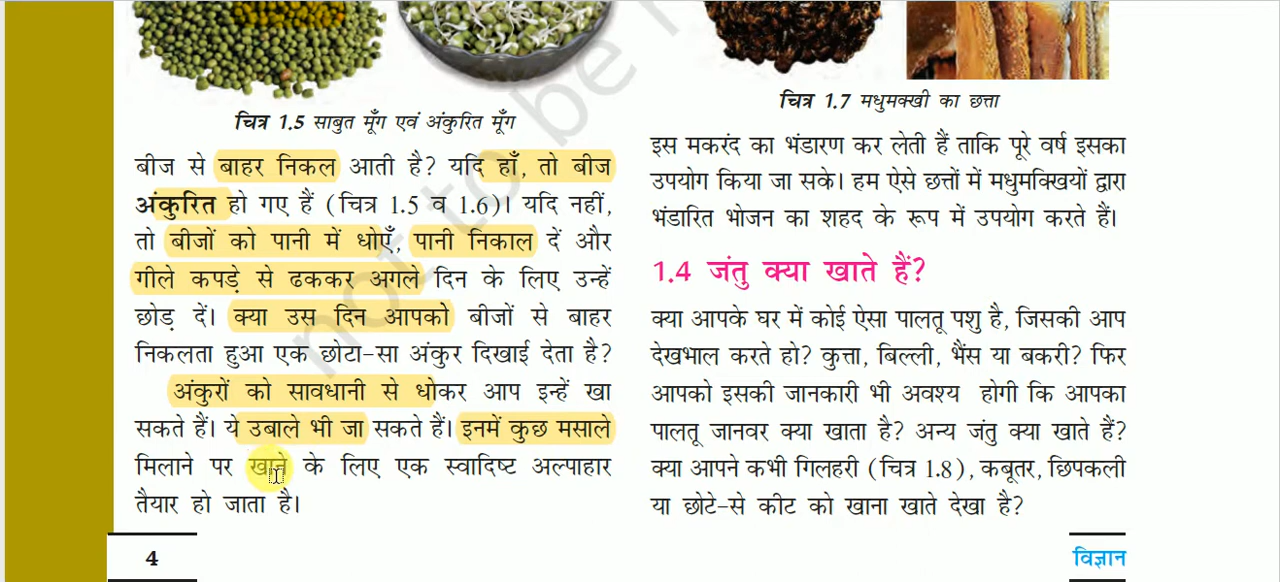 चित्र 1.5 साबुत मूँग एवं अंकुरित मूँग
बीज से बाहर निकल आती है? यदि हाँ, तो बीज
अंकुरित हो गए हैं (चित्र 1.5 व 1.6)। यदि नहीं,
तो बीजों को पानी में धोएँ, पानी निकाल दें और
गीले कपड़े से ढककर अगले दिन के लिए उन्हें
छोड़ दें। क्या उस दिन आपको बीजों से बाहर
निकलता हुआ एक छोटा-सा अंकुर दिखाई देता है?
अंकुरों को सावधानी से धोकर आप इन्हें खा
सकते हैं। ये उबाले भी जा सकते हैं। इनमें कुछ मसाले
मिलाने पर खाने के लिए एक स्वादिष्ट अल्पाहार
तैयार हो जाता है।
4
चित्र 1.7 मधुमक्खी का छत्ता
इस मकरंद का भंडारण कर लेती हैं ताकि पूरे वर्ष इसका
उपयोग किया जा सके। हम ऐसे छत्तों में मधुमक्खियों द्वारा
भंडारित भोजन का शहद के रूप में उपयोग करते हैं।
1.4 जंतु क्या खाते हैं?
क्या आपके घर में कोई ऐसा पालतू पशु है, जिसकी आप
देखभाल करते हो? कुत्ता, बिल्ली, भैंस या बकरी? फिर
आपको इसकी जानकारी भी अवश्य होगी कि आपका
पालतू जानवर क्या खाता है? अन्य जंतु क्या खाते हैं?
क्या आपने कभी गिलहरी (चित्र 1.8), कबूतर, छिपकली
या छोटे-से कीट को खाना खाते देखा है?
विज्ञान
not to be